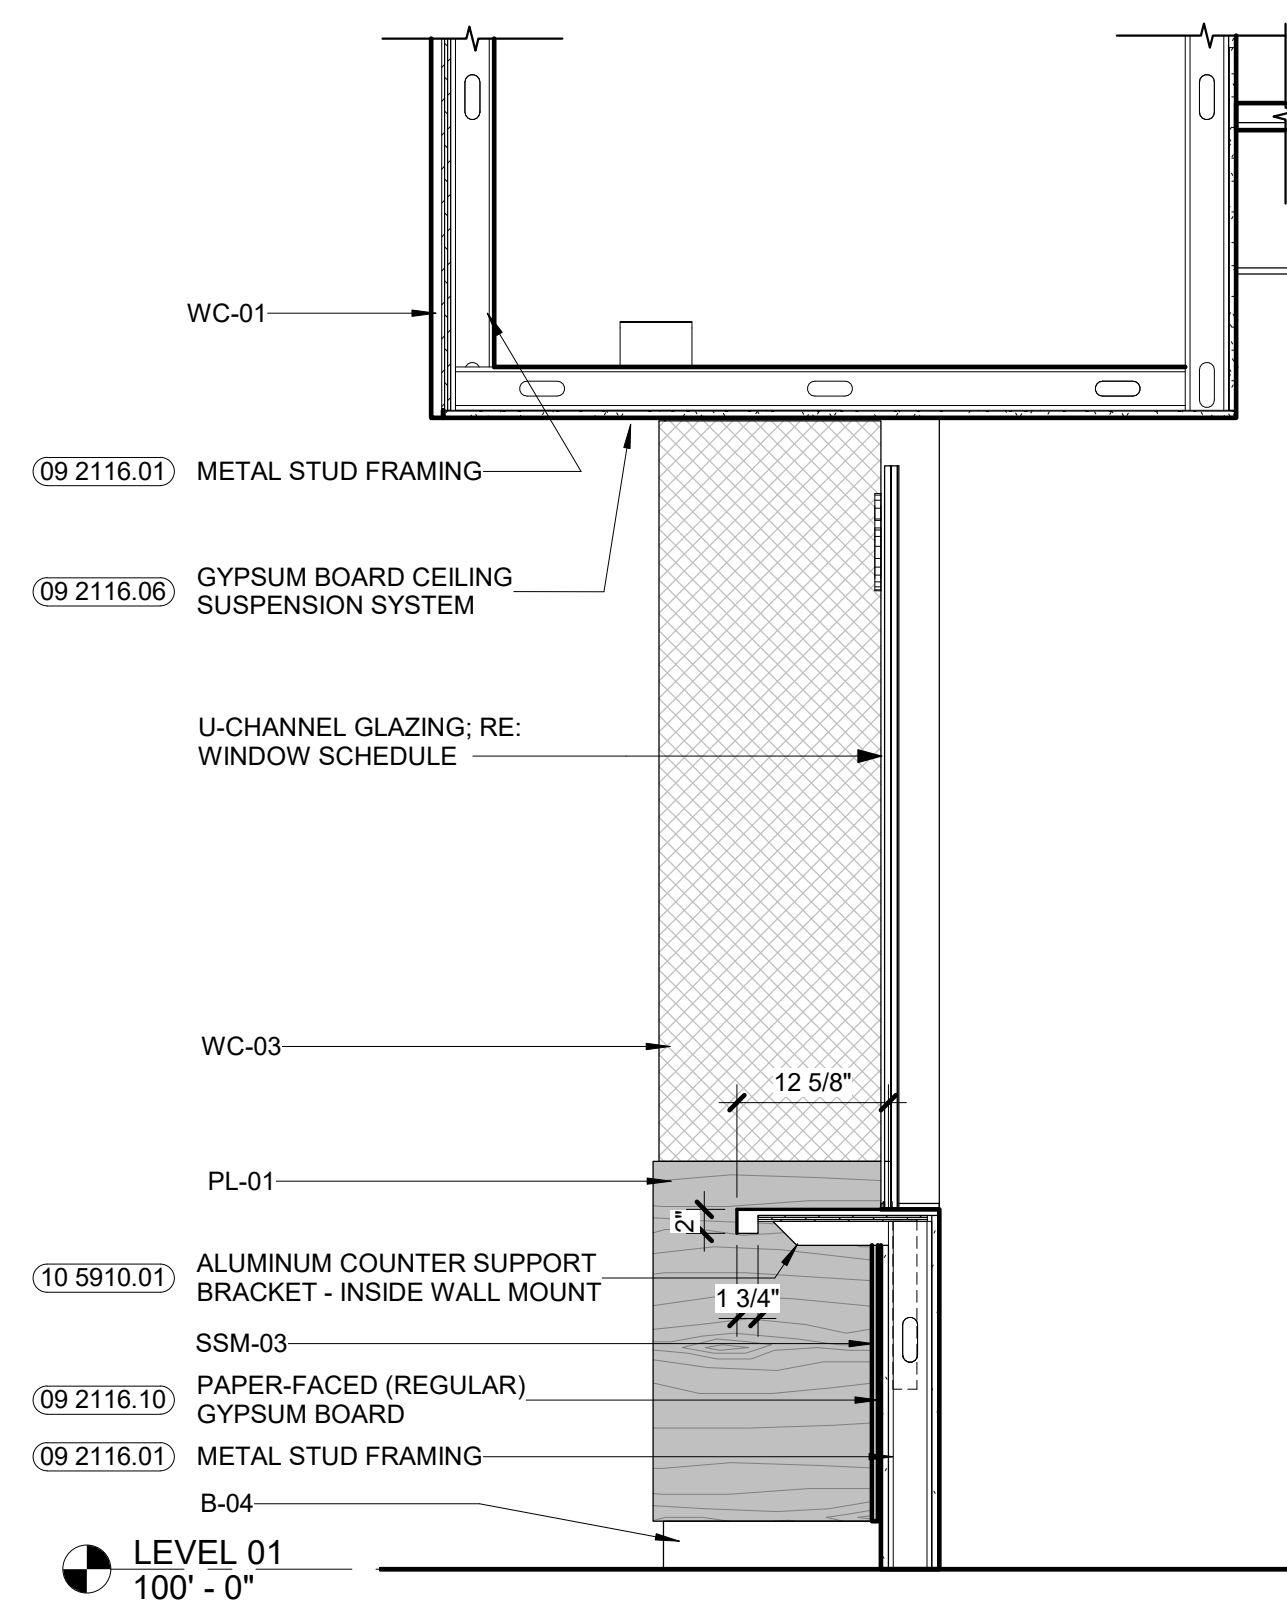 WC-01
09 2116.01 METAL STUD FRAMING
09 2116.06 GYPSUM BOARD CEILING
SUSPENSION SYSTEM
U-CHANNEL GLAZING; RE:
WINDOW SCHEDULE
WC-03
12 5/8"
PL-01
2"
10 5910.01 ALUMINUM COUNTER SUPPORT
BRACKET - INSIDE WALL MOUNT
1 3/4"
SSM-03
09 2116.10 PAPER-FACED (REGULAR)
GYPSUM BOARD
09 2116.01 METAL STUD FRAMING
B-04
LEVEL 01
100' - 0"